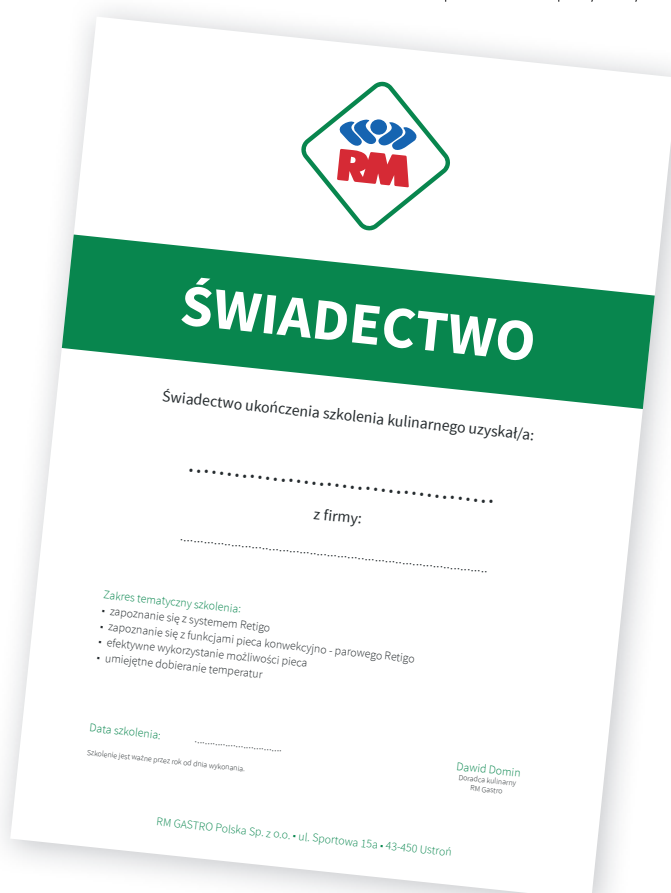 RM
ŚWIADECTWO
Świadectwo ukończenia szkolenia kulinarnego uzyskał/a:
z firmy:
Zakres tematyczny szkolenia:
• zapoznanie się z systemem Retigo
• zapoznanie się z funkcjami pieca konwekcyjno - parowego Retigo
• efektywne wykorzystanie możliwości pieca
• umiejętne dobieranie temperatur
Data szkolenia:
Szkolenie jest ważne przez rok od dnia wykonania.
Dawid Domin
Doradca kulinarny
RM Gastro
RM GASTRO Polska Sp. z o.o. • ul. Sportowa 15a • 43-450 Ustroń